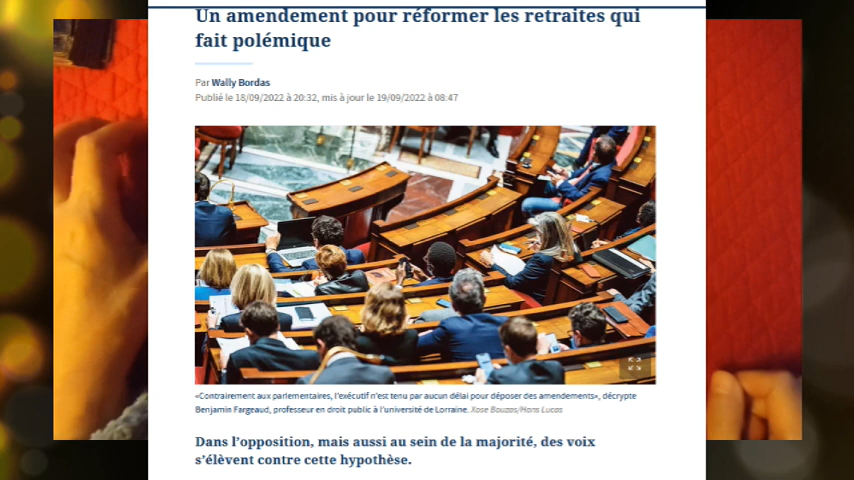 Un amendement pour réformer les retraites qui
fait polémique
Par Wally Bordas
Publié le 18/09/2022 à 20:32, mis à jour le 19/09/2022 à 08:47
«Contrairement aux parlementaires, l'exécutif n'est tenu par aucun délai pour déposer des amendements», décrypte
Benjamin Fargeaud, professeur en droit public à l'université de Lorraine. Xose Bouzas/Hans Lucas
Dans l'opposition, mais aussi au sein de la majorité, des voix
s'élèvent contre cette hypothèse.